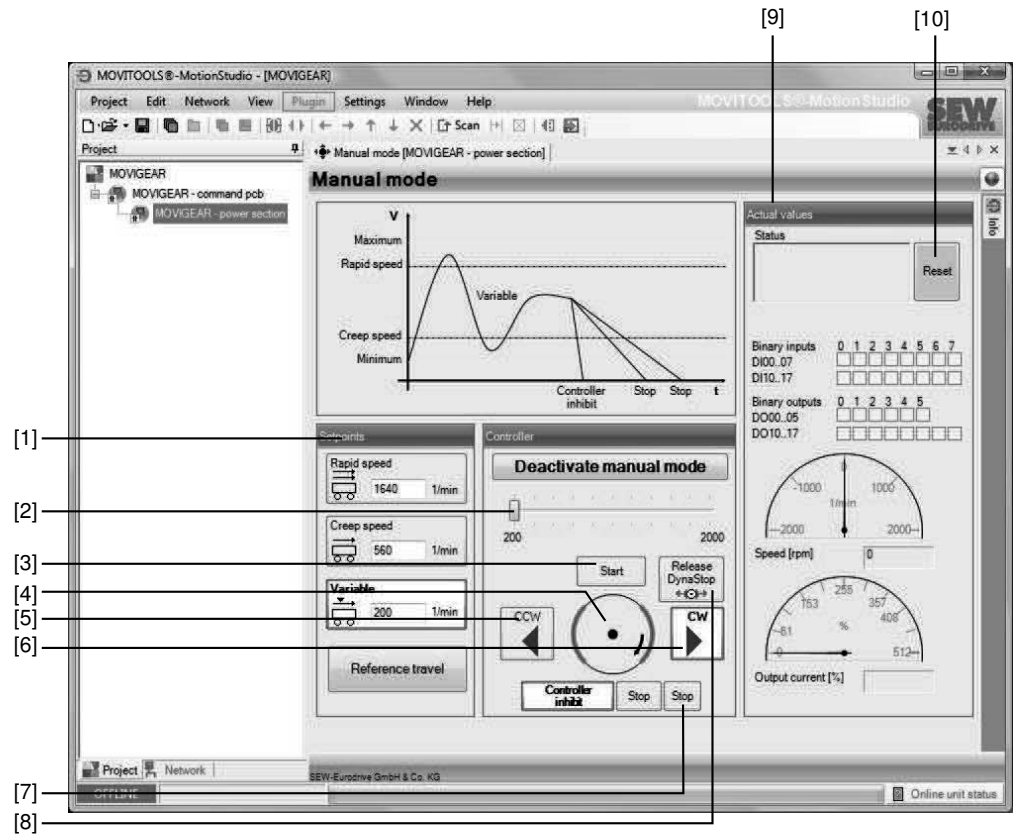 [9]
[10]
MOVITOOLS®-MotionStudio - [MOVIGEAR]
Project Edit Network View Plugin Settings Window Help
MOVITOOLS®-MotionStudio
SEW
EURODRIVE
Scan
Project
Manual mode [MOVIGEAR - power section]
MOVIGEAR
MOVIGEAR - command pcb
MOVIGEAR - power section
Manual mode
Info
V
Maximum
Rapid speed
Variable
Creep speed
Minimum
Controller inhibit
Stop
Stop
t
Actual values
Status
Reset
Binary inputs 0 1 2 3 4 5 6 7
DI00..07
DI10..17
Binary outputs 0 1 2 3 4 5
DO00..05
DO10..17
0
-1000 1000
1/min
-2000 2000
Speed [rpm] 0
255
153 357
408
%
-61
0 512
Output current [%]
[1]
Setpoints
Rapid speed
1640 1/min
Creep speed
560 1/min
Variable
200 1/min
Reference travel
Controller
Deactivate manual mode
[2]
200 2000
[3]
Start
Release
DynaStop
[4]
[5]
CCW
CW
[6]
Controller
inhibit
Stop
Stop
Project
Network
SEW-Eurodrive GmbH & Co. KG
[7]
OFFLINE
Online unit status
[8]